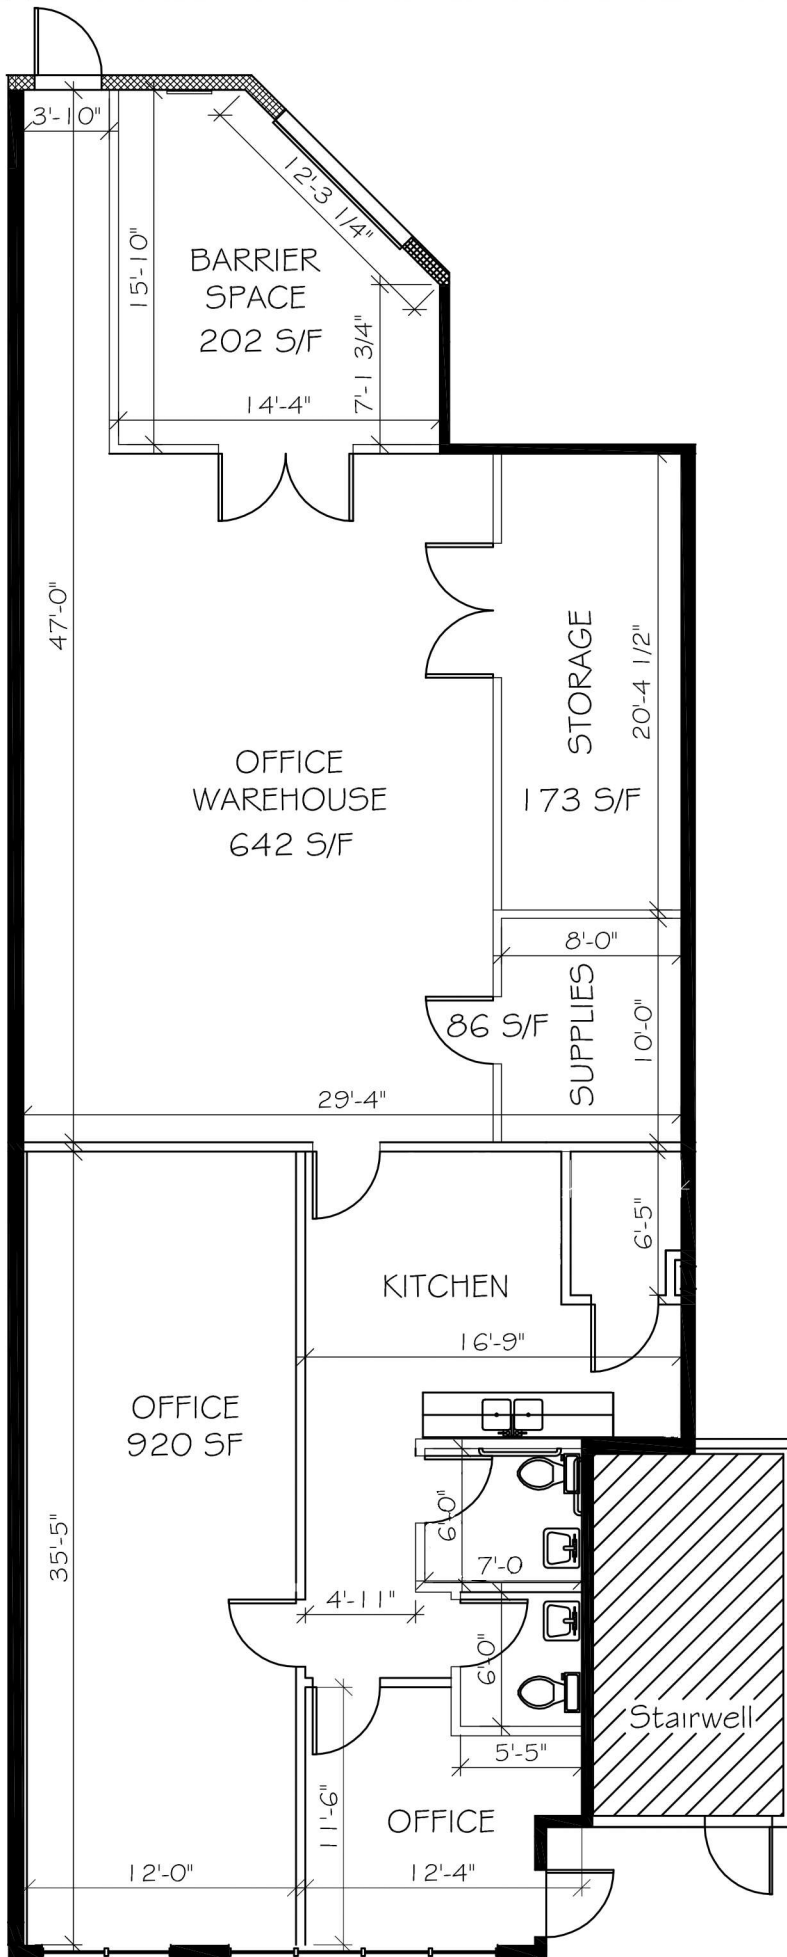 3'-10"
12'-3 1/4"
15'-10"
BARRIER
SPACE
202 S/F
7'-1 3/4"
14'-4"
47'-0"
STORAGE
20'-4 1/2"
173 S/F
OFFICE
WAREHOUSE
642 S/F
8'-0"
86 S/F
SUPPLIES
10'-0"
29'-4"
6'-5"
KITCHEN
16'-9"
OFFICE
920 SF
35'-5"
6'-0"
7'-0
4'-11"
6'-0"
Stairwell
5'-5"
11'-6"
OFFICE
12'-0"
12'-4"